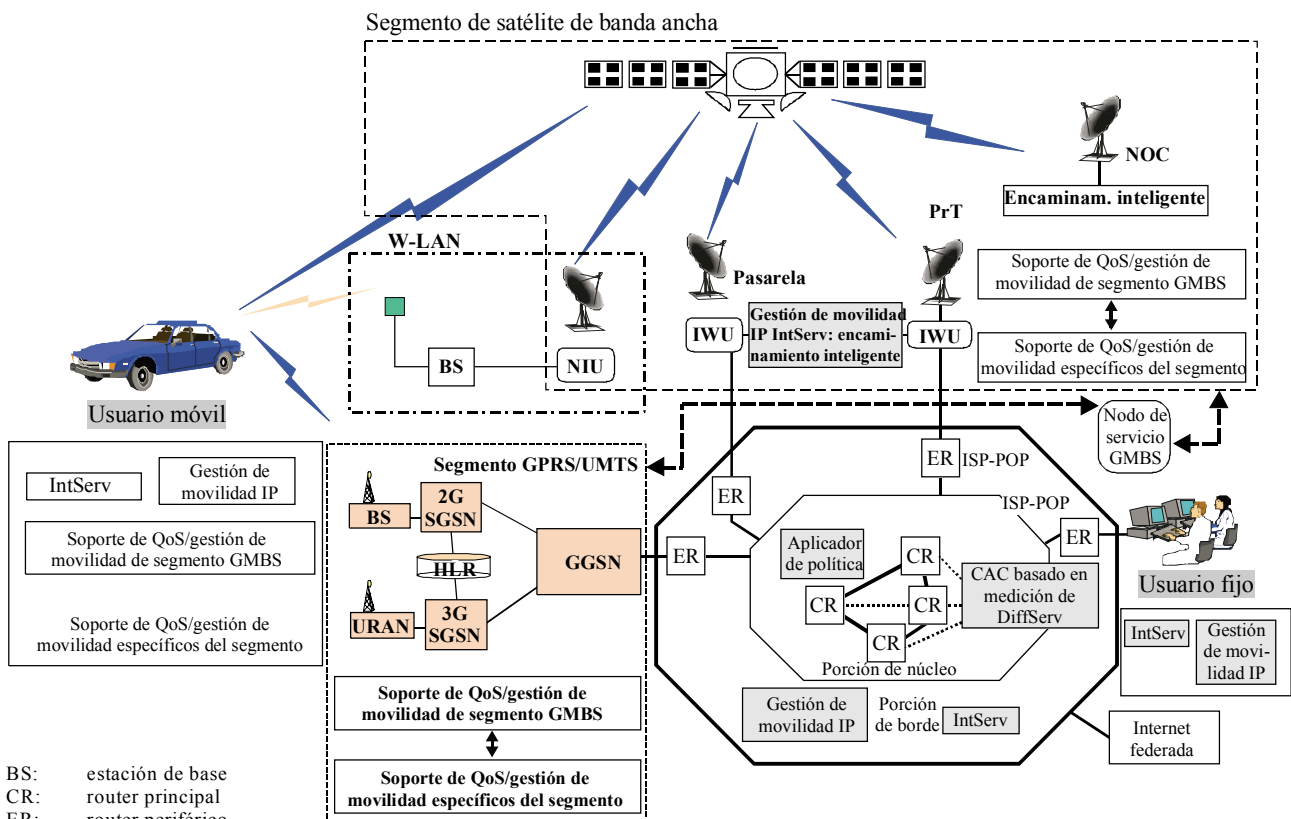 Segmento de satélite de banda ancha
NOC
Encaminam. inteligente
PrT
W-LAN
Pasarela
Soporte de QoS/gestión de
movilidad de segmento GMBS
Gestión de movilidad
IP IntServ: encami-
namiento inteligente
IWU
IWU
BS
NIU
Soporte de QoS/gestión de
movilidad específicos del segmento
Usuario móvil
Nodo de
servicio
GMBS
IntServ
Gestión de
movilidad IP
Soporte de QoS/gestión de
movilidad de segmento GMBS
Soporte de QoS/gestión de
movilidad específicos del segmento
Segmento GPRS/UMTS
BS
2G
SGSN
HLR
GGSN
URAN
3G
SGSN
Soporte de QoS/gestión de
movilidad de segmento GMBS
Soporte de QoS/gestión de
movilidad específicos del segmento
ER
ISP-POP
ER
ISP-POP
ER
ER
Aplicador
de política
CR
CR
CR
CR
CAC basado en
medición de
DiffServ
Porción de núcleo
Gestión de
movilidad IP
Porción
de borde
IntServ
Usuario fijo
IntServ
Gestión
de movi-
lidad IP
Internet
federada
BS: estación de base
CR: router principal
ER: router periférico